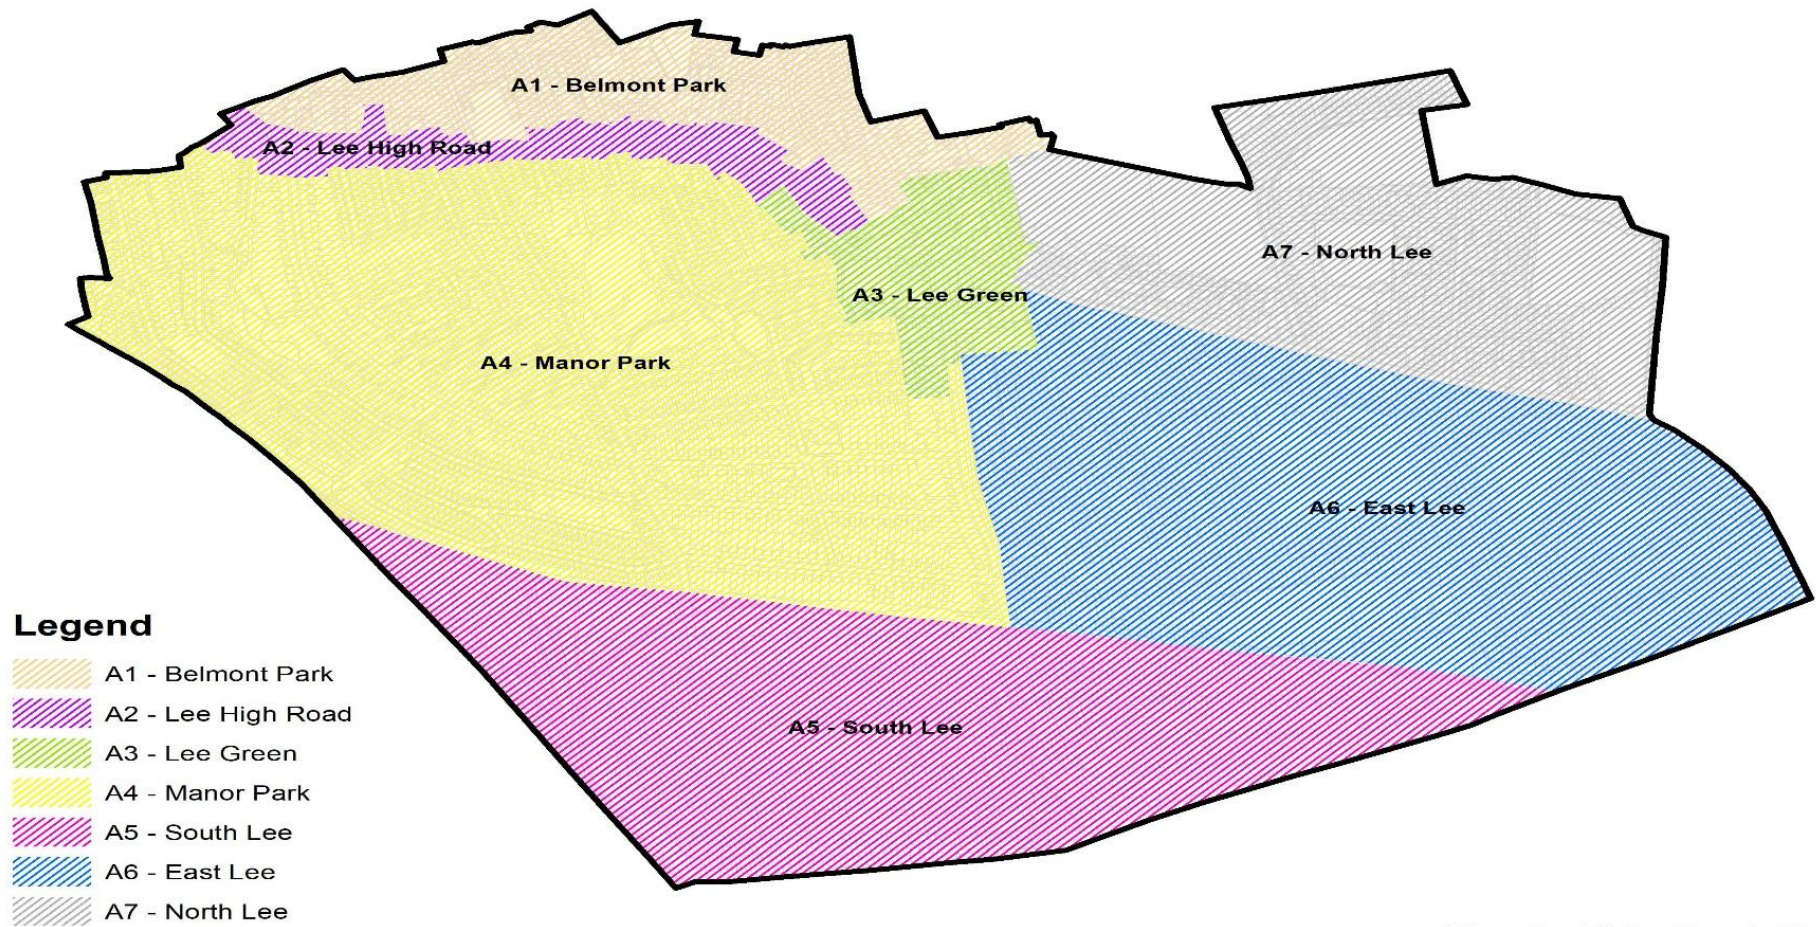 A1 - Belmont Park
A2 - Lee High Road
A7 - North Lee
A3 - Lee Green
A4 - Manor Park
A6 - East Lee
A5 - South Lee
Legend
A1 - Belmont Park
A2 - Lee High Road
A3 - Lee Green
A4 - Manor Park
A5 - South Lee
A6 - East Lee
A7 - North Lee